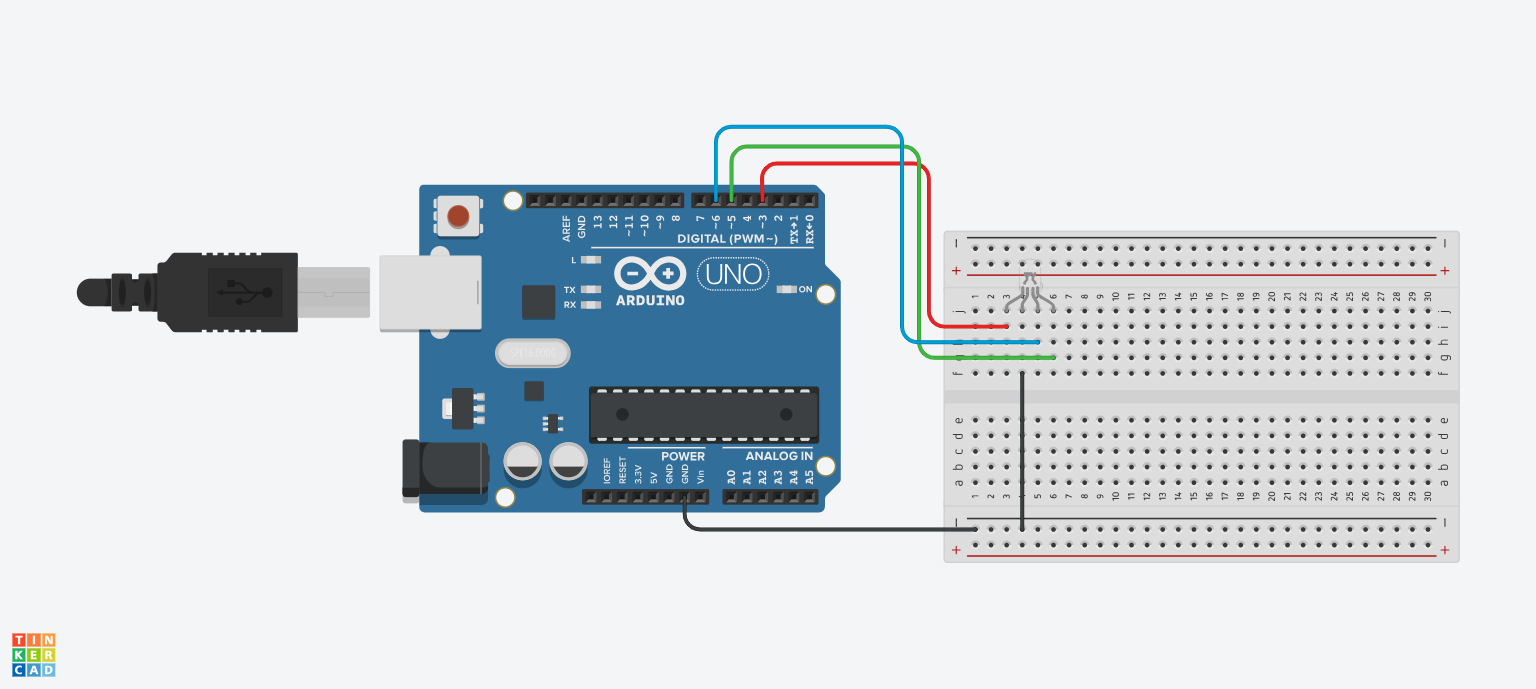 AREF GND 13 12 ~11 ~10 ~9 8 7 ~6 ~5 4 ~3 2 TX→1 RX←0
DIGITAL (PWM~)
L
TX
RX
UNO
ON
ARDUINO
POWER
ANALOG IN
IOREF RESET 3.3V 5V GND GND Vin A0 A1 A2 A3 A4 A5
− −
+ +
1 2 3 4 5 6 7 8 9 10 11 12 13 14 15 16 17 18 19 20 21 22 23 24 25 26 27 28 29 30
j j
i i
h h
g g
f f
e e
d d
c c
b b
a a
1 2 3 4 5 6 7 8 9 10 11 12 13 14 15 16 17 18 19 20 21 22 23 24 25 26 27 28 29 30
− −
+ +
TIN
KER
CAD